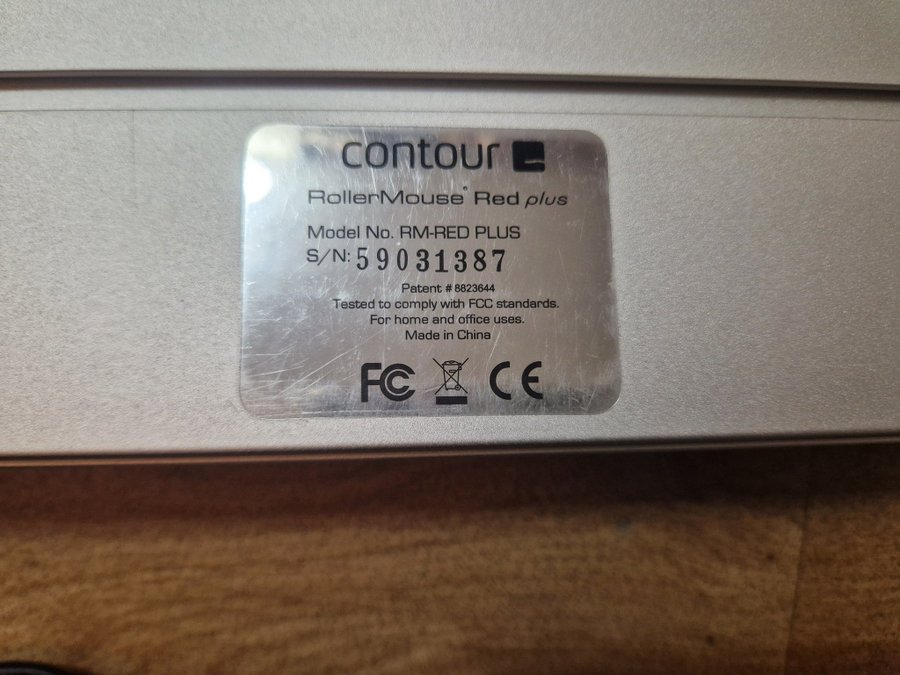 contour
RollerMouse® Red plus
Model No. RM-RED PLUS
S/N: 59031387
Patent # 8823644
Tested to comply with FCC standards.
For home and office uses.
Made in China
FC CE